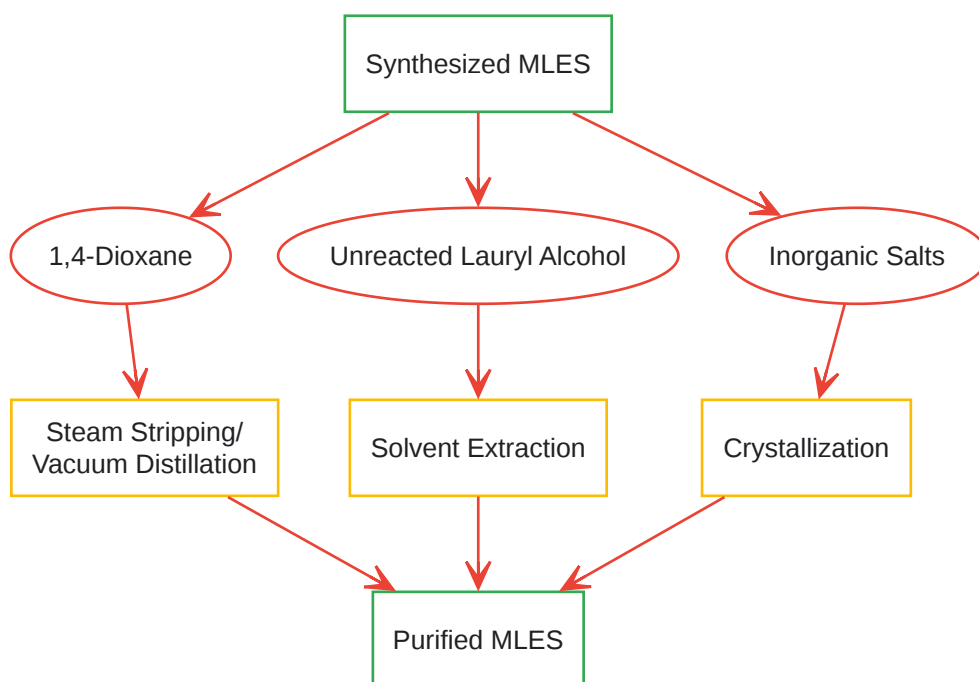 Synthesized MLES
1,4-Dioxane
Unreacted Lauryl Alcohol
Inorganic Salts
Steam Stripping/
Vacuum Distillation
Solvent Extraction
Crystallization
Purified MLES